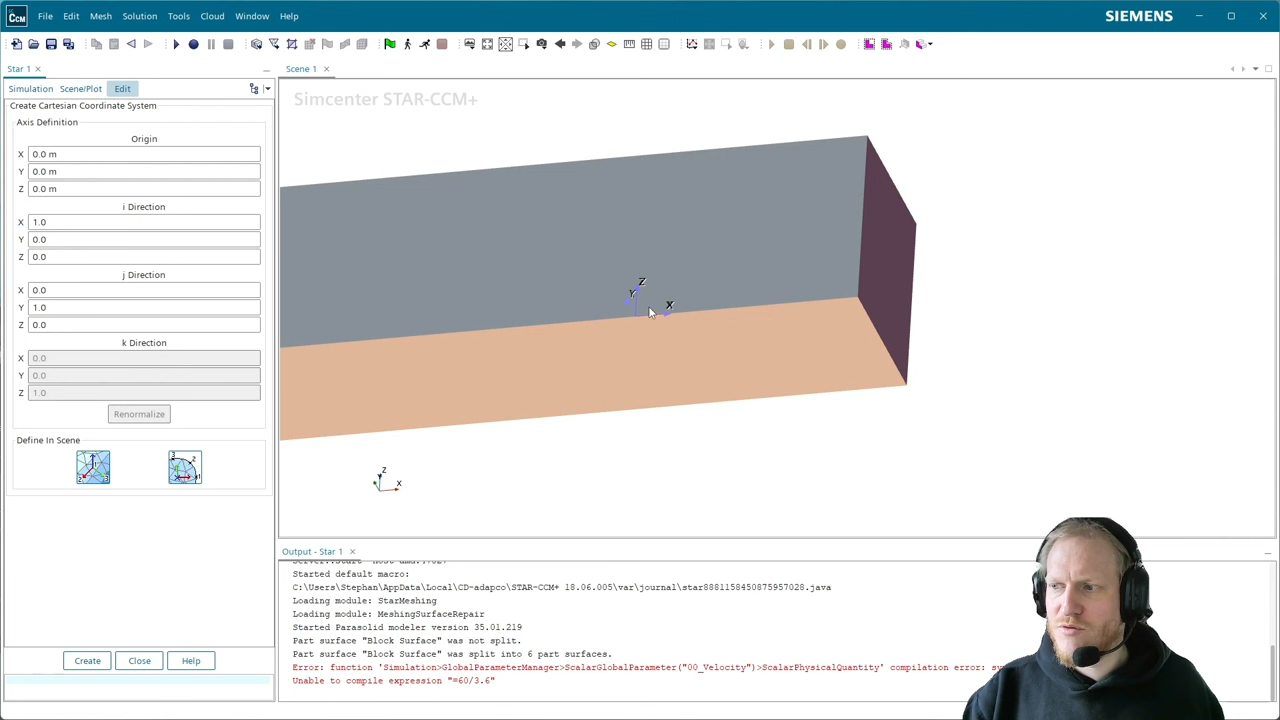 CCM File Edit Mesh Solution Tools Cloud Window Help SIEMENS
Star 1
Scene 1
Simulation Scene/Plot Edit
Simcenter STAR-CCM+
Create Cartesian Coordinate System
Axis Definition
Origin
X 0.0 m
Y 0.0 m
Z 0.0 m
i Direction
X 1.0
Y 0.0
Z 0.0
j Direction
X 0.0
Y 1.0
Z 0.0
k Direction
X 0.0
Y 0.0
Z 1.0
Renormalize
Define In Scene
Create Close Help
Z
Y
X
Z
X
Output - Star 1
Started default macro:
C:\Users\Stephan\AppData\Local\CD-adapco\STAR-CCM+ 18.06.005\var\journal\star8881158450875957028.java
Loading module: StarMeshing
Loading module: MeshingSurfaceRepair
Started Parasolid modeler version 35.01.219
Part surface "Block Surface" was not split.
Part surface "Block Surface" was split into 6 part surfaces.
Error: function 'Simulation>GlobalParameterManager>ScalarGlobalParameter("00_Velocity")>ScalarPhysicalQuantity' compilation error:
Unable to compile expression "=60/3.6"